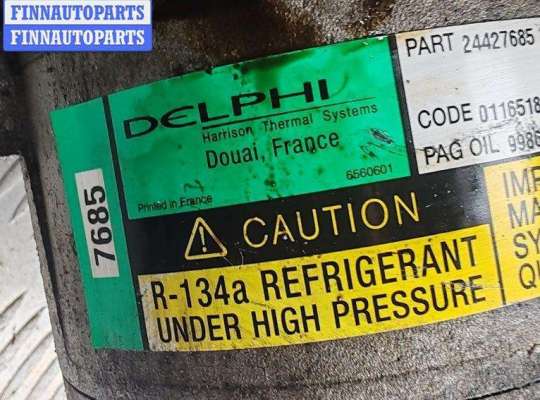 FINNAUTOPARTS
FINNAUTOPARTS
DELPHI
Harrison Thermal Systems
Douai, France
6560601
Printed in France
7685
PART 24427685
CODE 0116518
PAG OIL
CAUTION
R-134a REFRIGERANT
UNDER HIGH PRESSURE